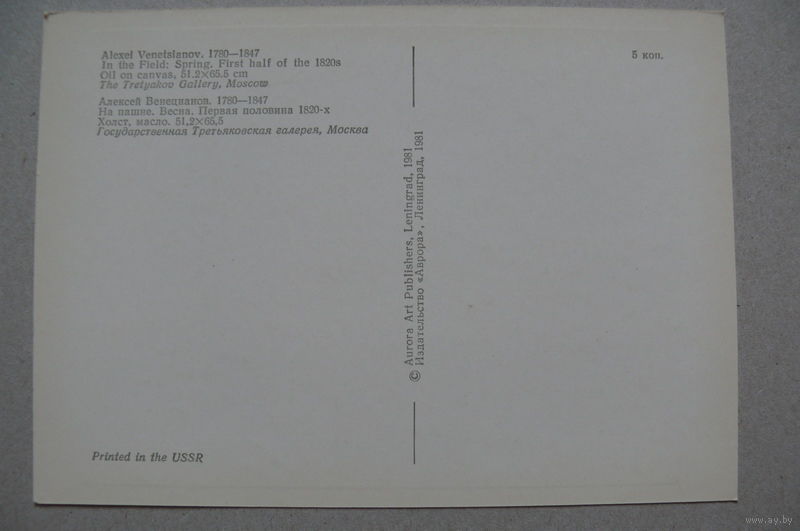 Alexei Venetsianov. 1780—1847
In the Field: Spring. First half of the 1820s
Oil on canvas. 51.2×65.5 cm
The Tretyakov Gallery, Moscow
Алексей Венецианов. 1780—1847
На пашне. Весна. Первая половина 1820-х
Холст, масло. 51,2×65,5
Государственная Третьяковская галерея, Москва
5 коп.
© Aurora Art Publishers, Leningrad, 1981
Издательство «Аврора», Ленинград, 1981
Printed in the USSR
www.ay.by